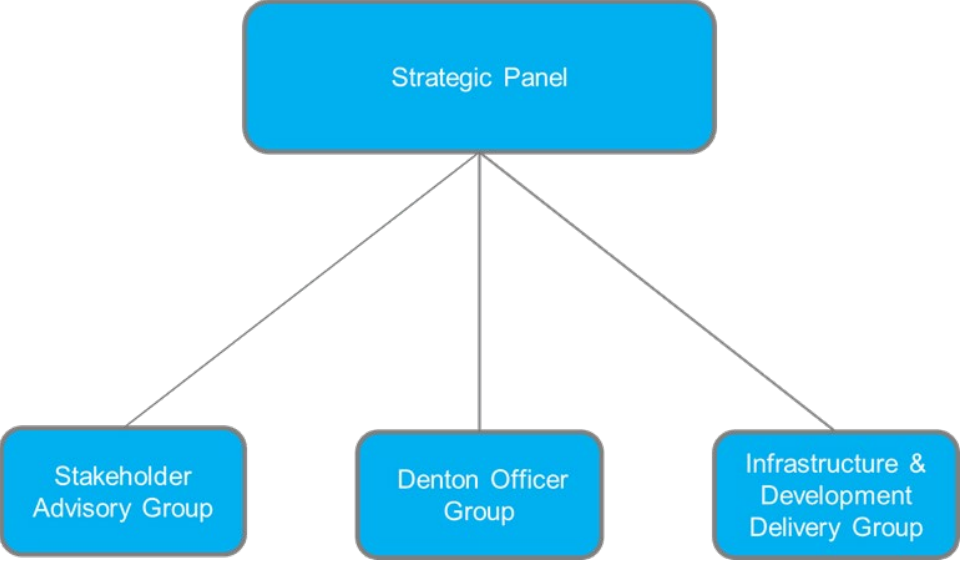 Strategic Panel
Stakeholder
Advisory Group
Denton Officer
Group
Infrastructure &
Development
Delivery Group